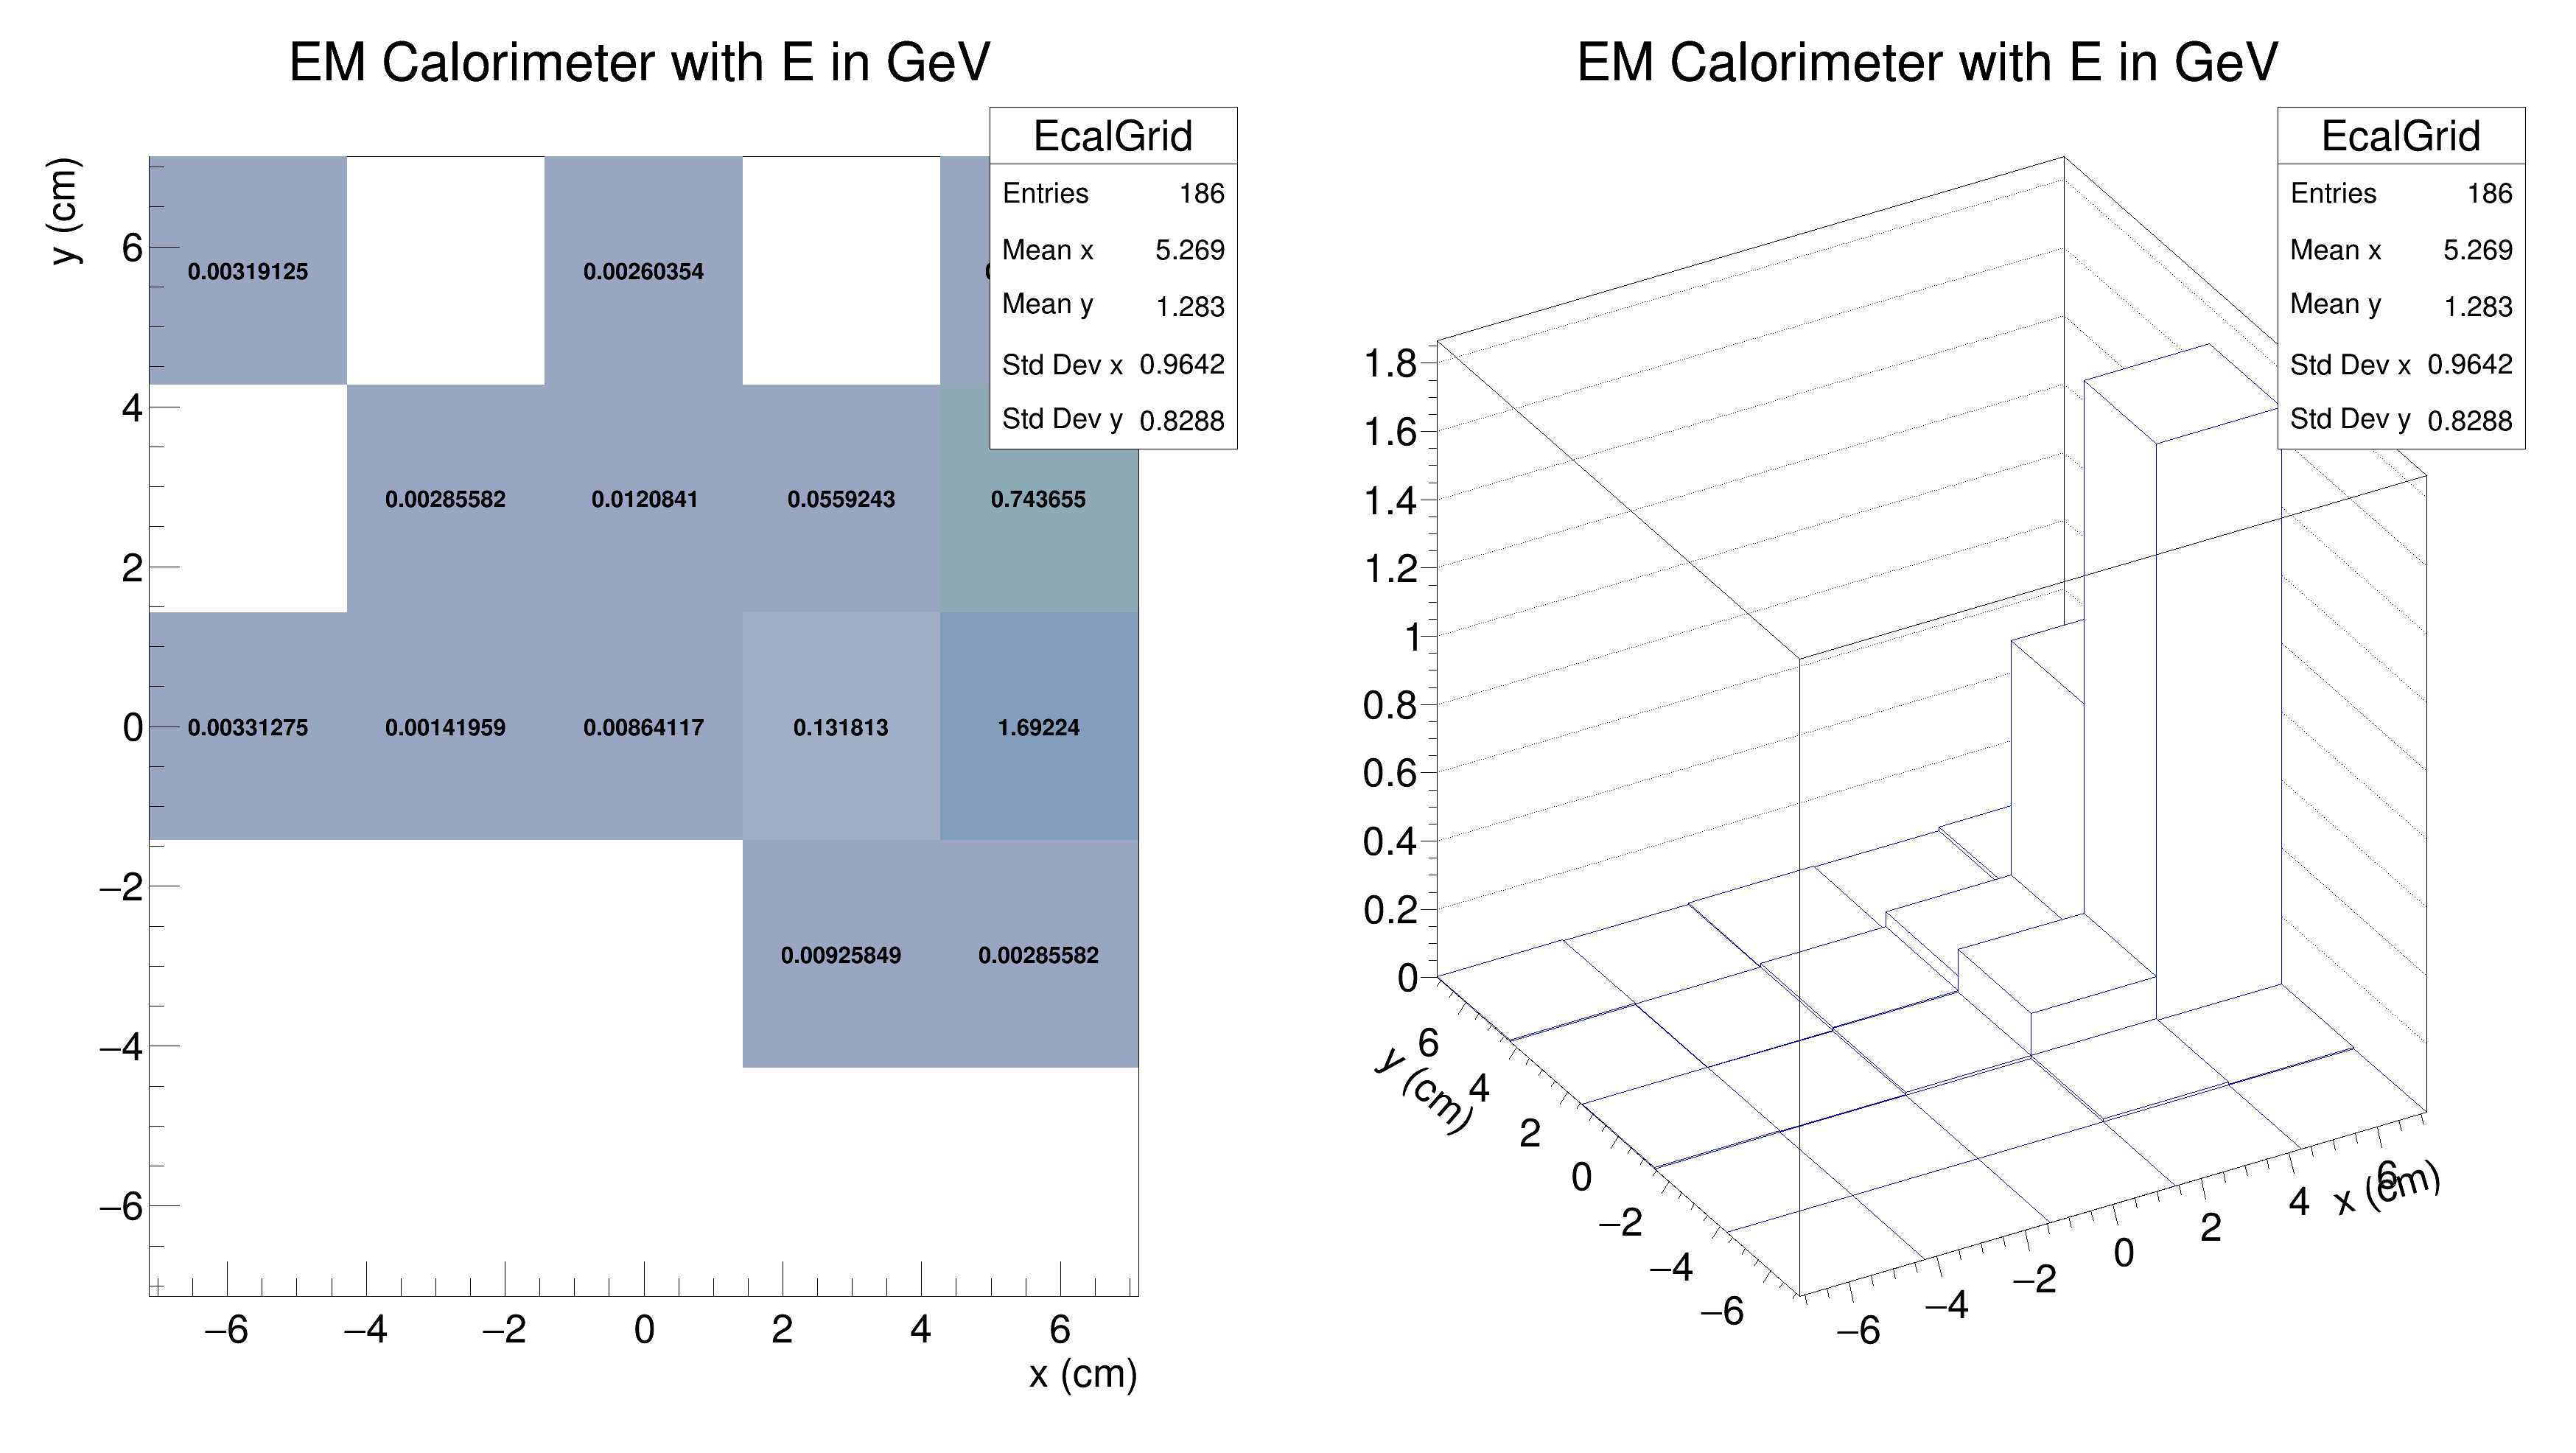 EM Calorimeter with E in GeV
EcalGrid
Entries 186
Mean x 5.269
Mean y 1.283
Std Dev x 0.9642
Std Dev y 0.8288
y (cm)
6
4
2
0
−2
−4
−6
0.00319125 0.00260354
0.00285582 0.0120841 0.0559243 0.743655
0.00331275 0.00141959 0.00864117 0.131813 1.69224
0.00925849 0.00285582
−6 −4 −2 0 2 4 6
x (cm)
EM Calorimeter with E in GeV
EcalGrid
Entries 186
Mean x 5.269
Mean y 1.283
Std Dev x 0.9642
Std Dev y 0.8288
1.8
1.6
1.4
1.2
1
0.8
0.6
0.4
0.2
0
6
4
2
0
−2
−4
−6
y (cm)
−6 −4 −2 0 2 4 6
x (cm)